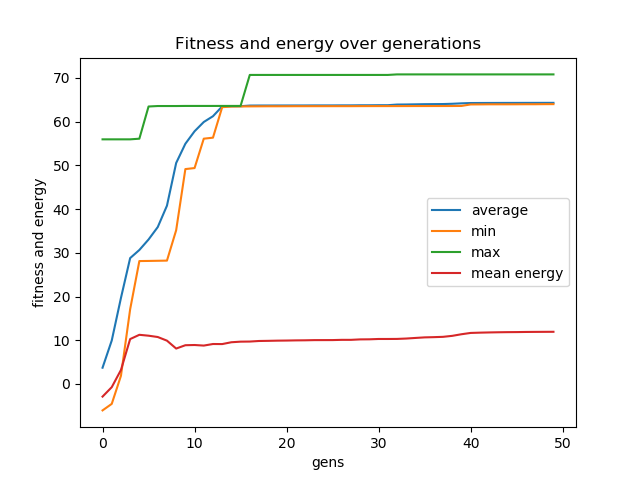 Fitness and energy over generations
fitness and energy
70
60
50
40
30
20
10
0
average
min
max
mean energy
0 10 20 30 40 50
gens